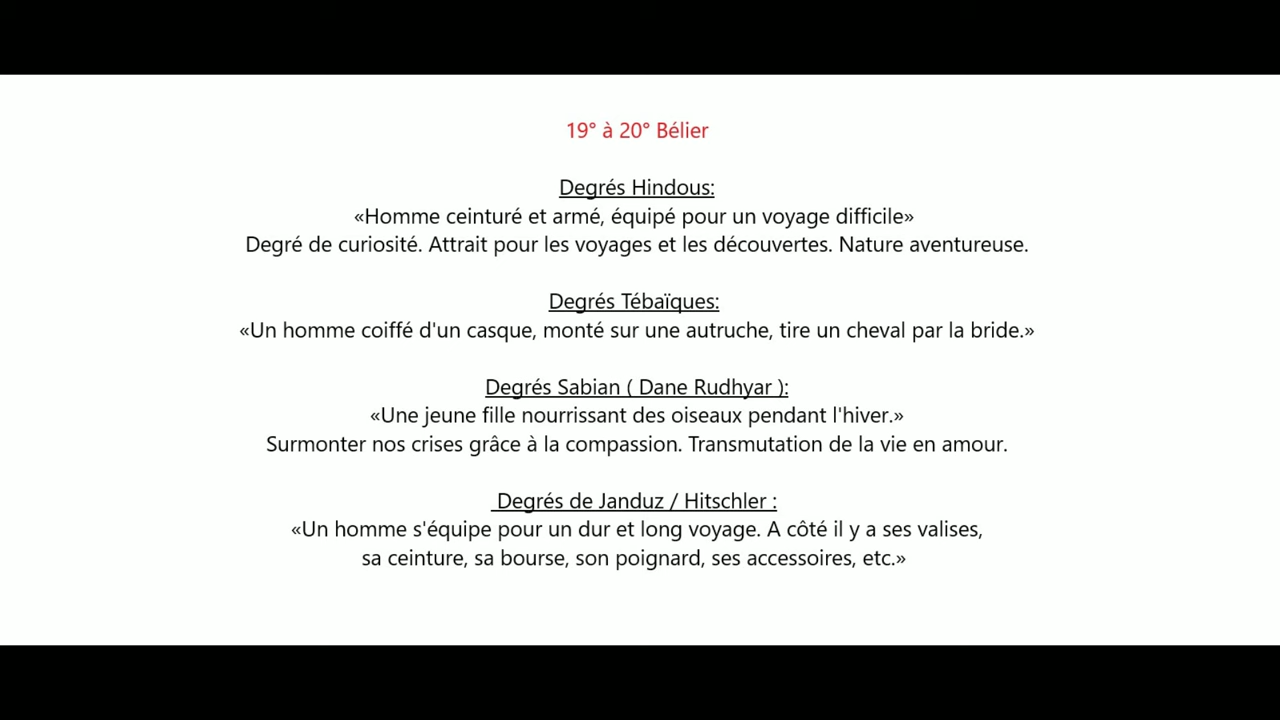 19° à 20° Bélier
Degrés Hindous:
«Homme ceinturé et armé, équipé pour un voyage difficile»
Degré de curiosité. Attrait pour les voyages et les découvertes. Nature aventureuse.
Degrés Tébaïques:
«Un homme coiffé d'un casque, monté sur une autruche, tire un cheval par la bride.»
Degrés Sabian ( Dane Rudhyar ):
«Une jeune fille nourrissant des oiseaux pendant l'hiver.»
Surmonter nos crises grâce à la compassion. Transmutation de la vie en amour.
Degrés de Janduz / Hitschler :
«Un homme s'équipe pour un dur et long voyage. A côté il y a ses valises,
sa ceinture, sa bourse, son poignard, ses accessoires, etc.»